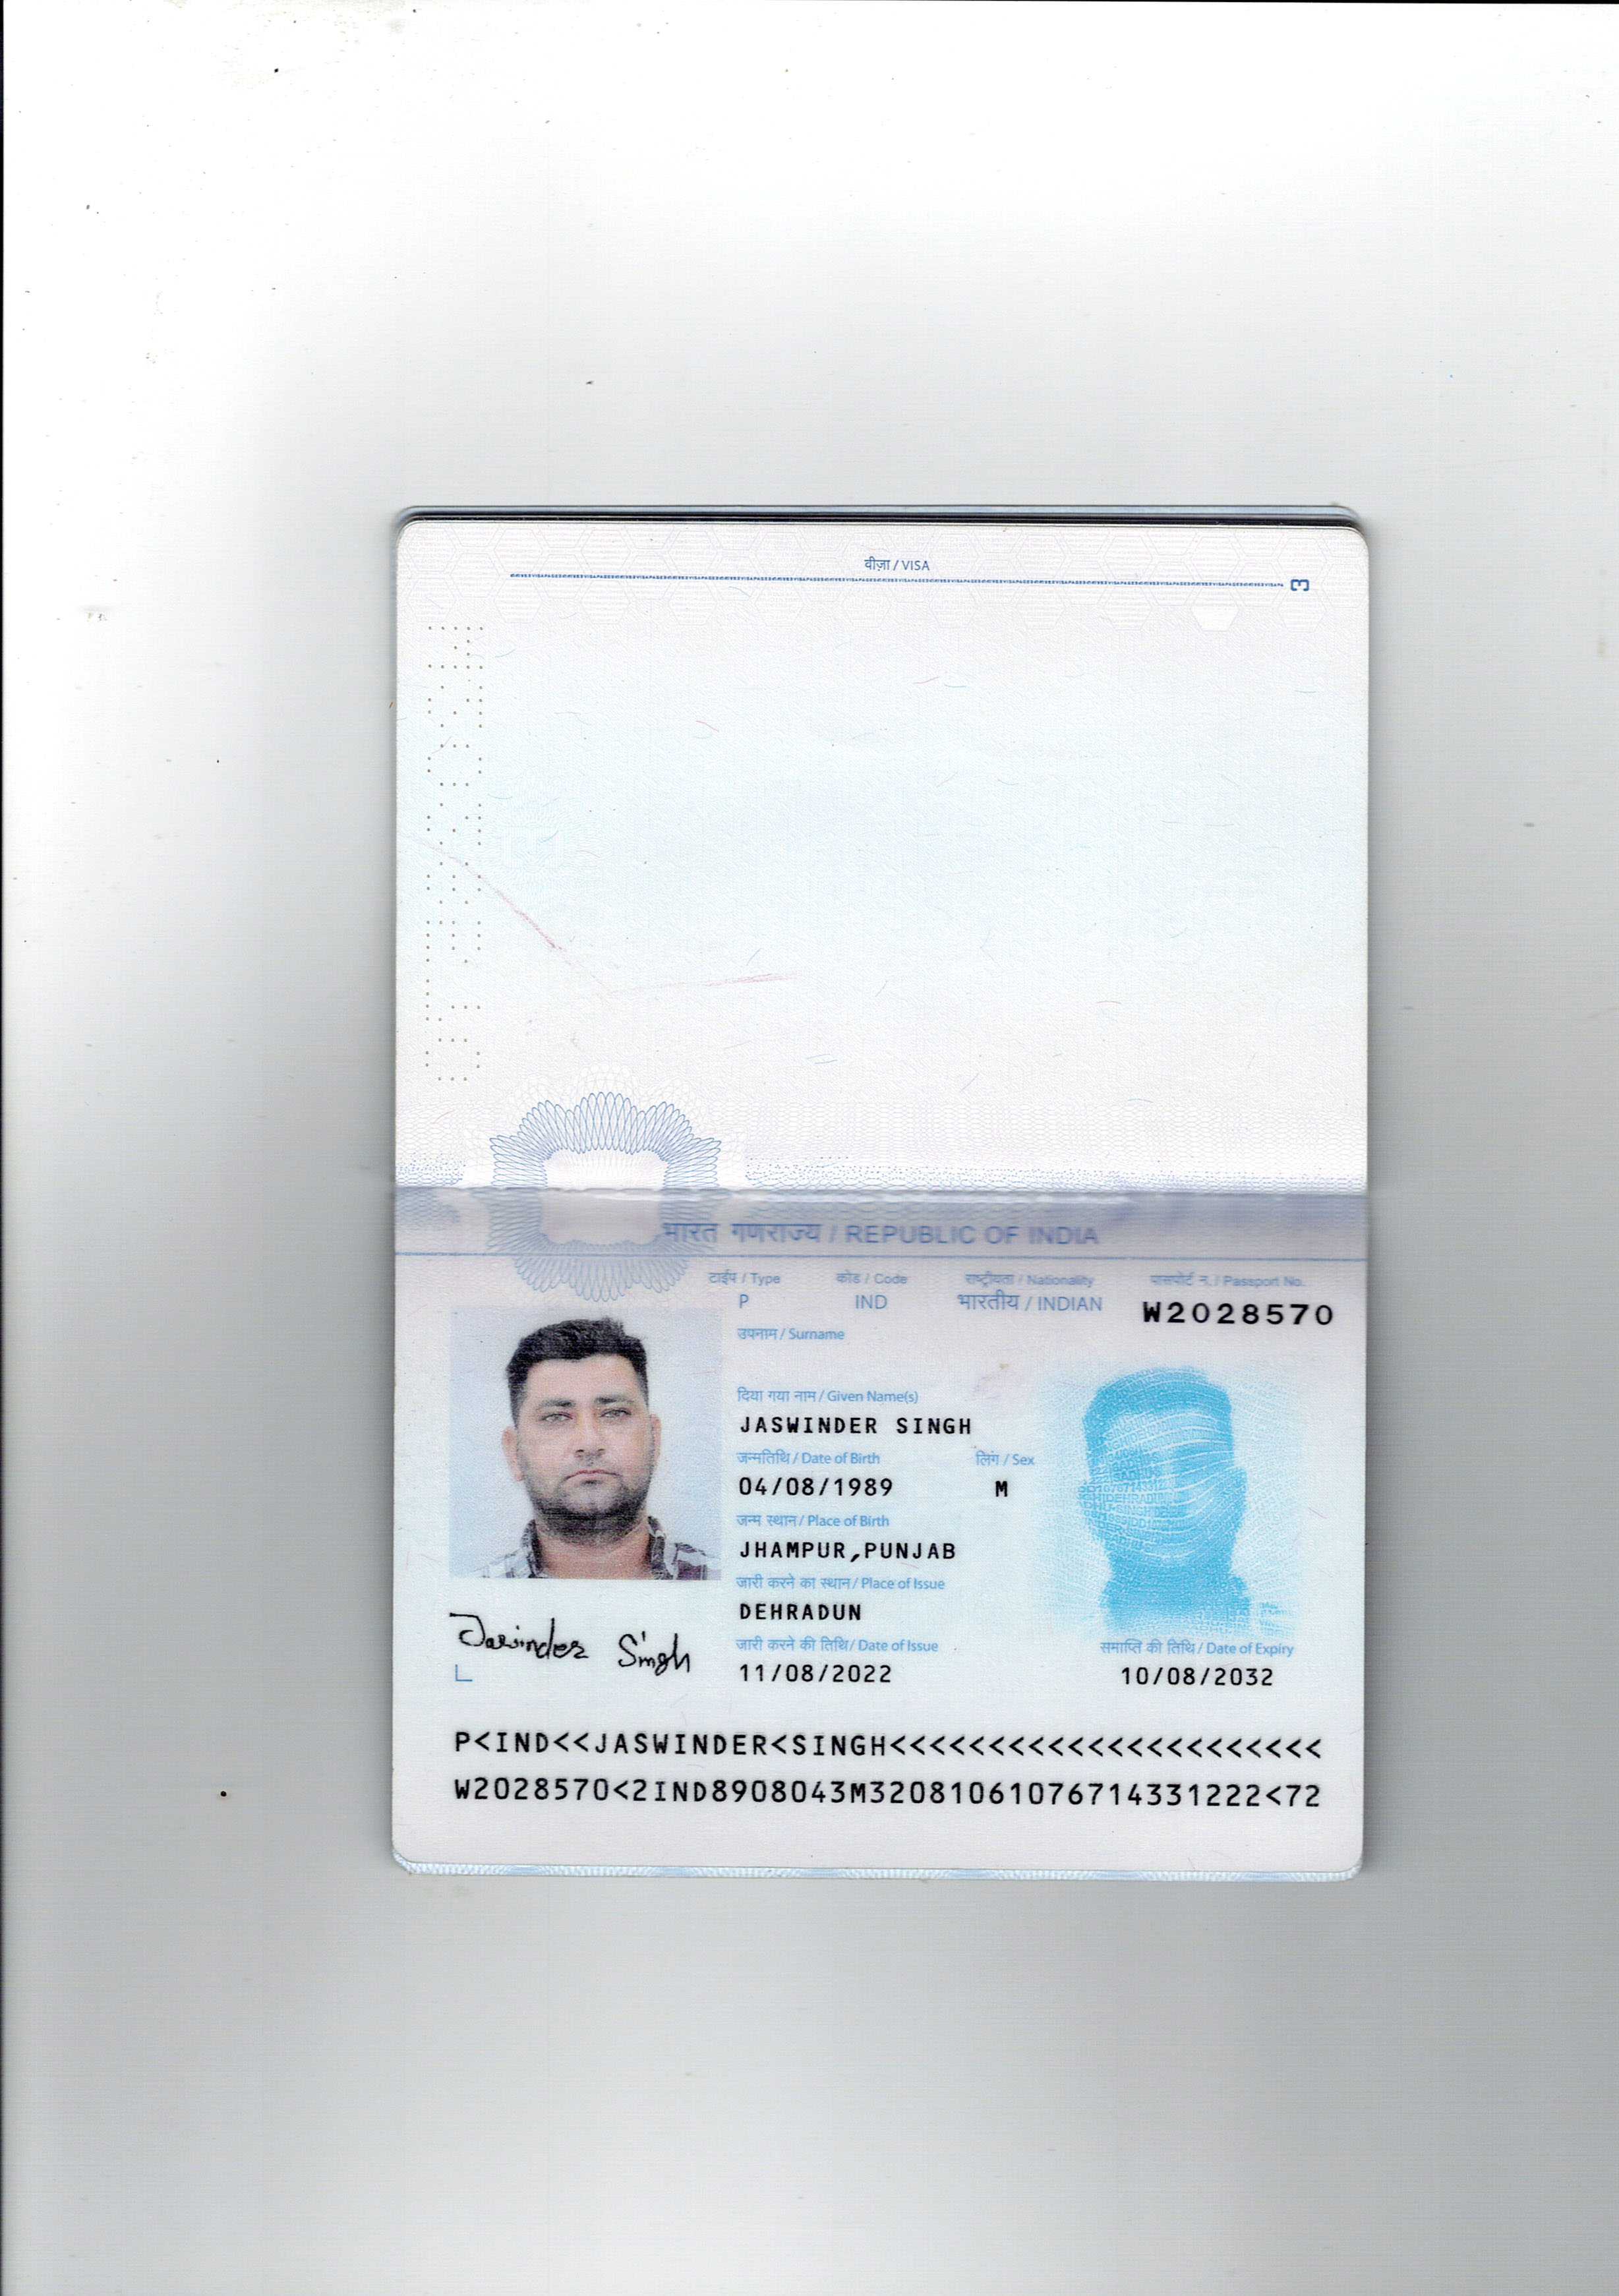 वीज़ा / VISA
3
भारत गणराज्य / REPUBLIC OF INDIA
टाईप / Type कोड / Code राष्ट्रीयता / Nationality पासपोर्ट न. / Passport No.
P IND भारतीय / INDIAN W2028570
उपनाम / Surname
दिया गया नाम / Given Name(s)
JASWINDER SINGH
जन्मतिथि / Date of Birth लिंग / Sex
04/08/1989 M
जन्म स्थान / Place of Birth
JHAMPUR,PUNJAB
जारी करने का स्थान / Place of Issue
DEHRADUN
Jaswinder Singh
जारी करने की तिथि / Date of Issue समाप्ति की तिथि / Date of Expiry
11/08/2022 10/08/2032
P<IND<<JASWINDER<SINGH<<<<<<<<<<<<<<<<<<<<<<
W2028570<2IND8908043M32081061076714331222<72